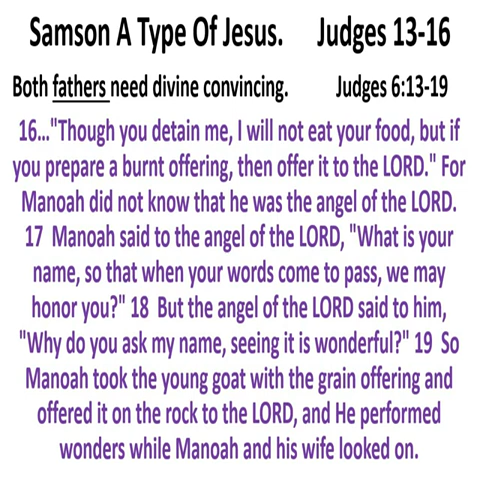 Samson A Type Of Jesus. Judges 13-16
Both fathers need divine convincing. Judges 6:13-19
16..."Though you detain me, I will not eat your food, but if
you prepare a burnt offering, then offer it to the LORD." For
Manoah did not know that he was the angel of the LORD.
17 Manoah said to the angel of the LORD, "What is your
name, so that when your words come to pass, we may
honor you?" 18 But the angel of the LORD said to him,
"Why do you ask my name, seeing it is wonderful?" 19 So
Manoah took the young goat with the grain offering and
offered it on the rock to the LORD, and He performed
wonders while Manoah and his wife looked on.